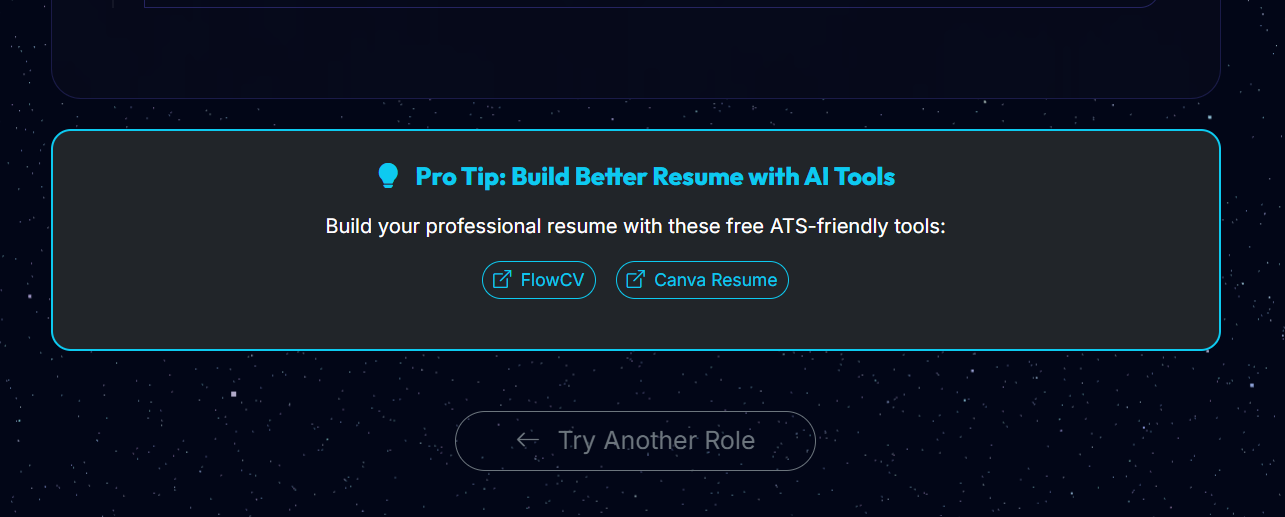 Pro Tip: Build Better Resume with AI Tools
Build your professional resume with these free ATS-friendly tools:
FlowCV Canva Resume
Try Another Role